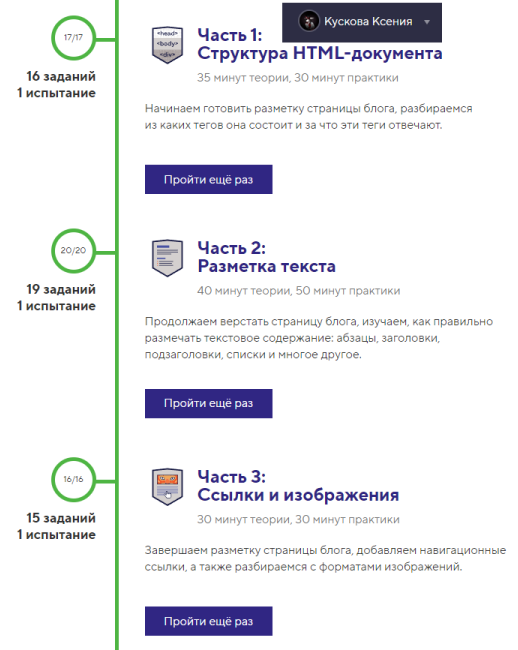 Кускова Ксения
17/17
16 заданий
1 испытание
<head>
<body>
<div>
Часть 1:
Структура HTML-документа
35 минут теории, 30 минут практики
Начинаем готовить разметку страницы блога, разбираемся
из каких тегов она состоит и за что эти теги отвечают.
Пройти ещё раз
20/20
19 заданий
1 испытание
Часть 2:
Разметка текста
40 минут теории, 50 минут практики
Продолжаем верстать страницу блога, изучаем, как правильно
размечать текстовое содержание: абзацы, заголовки,
подзаголовки, списки и многое другое.
Пройти ещё раз
16/16
15 заданий
1 испытание
Часть 3:
Ссылки и изображения
30 минут теории, 30 минут практики
Завершаем разметку страницы блога, добавляем навигационные
ссылки, а также разбираемся с форматами изображений.
Пройти ещё раз